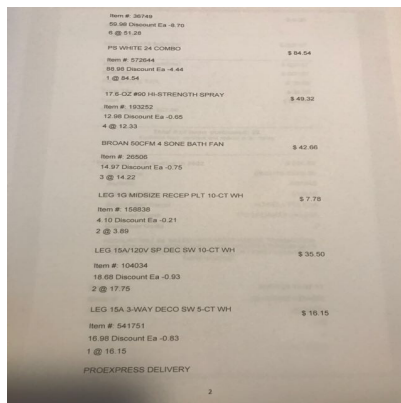 Item #: 36749
59.98 Discount Ea -8.70
6 @ 51.28
PS WHITE 24 COMBO
$ 84.54
Item #: 572644
88.98 Discount Ea -4.44
1 @ 84.54
17.6-OZ #90 HI-STRENGTH SPRAY
$ 49.32
Item #: 193252
12.98 Discount Ea -0.65
4 @ 12.33
BROAN 50CFM 4 SONE BATH FAN
$ 42.66
Item #: 26506
14.97 Discount Ea -0.75
3 @ 14.22
LEG 1G MIDSIZE RECEP PLT 10-CT WH
$ 7.78
Item #: 158838
4.10 Discount Ea -0.21
2 @ 3.89
LEG 15A/120V SP DEC SW 10-CT WH
$ 35.50
Item #: 104034
18.68 Discount Ea -0.93
2 @ 17.75
LEG 15A 3-WAY DECO SW 5-CT WH
$ 16.15
Item #: 541751
16.98 Discount Ea -0.83
1 @ 16.15
PROEXPRESS DELIVERY
2